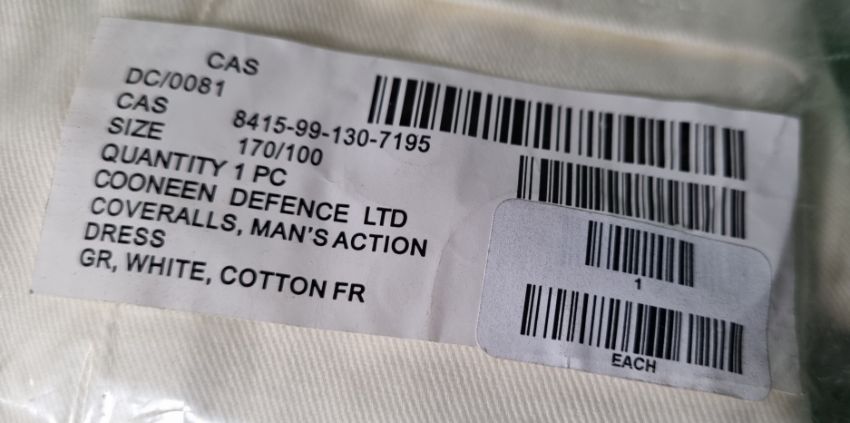 CAS
DC/0081
CAS 8415-99-130-7195
SIZE 170/100
QUANTITY 1 PC
COONEEN DEFENCE LTD
COVERALLS, MAN'S ACTION
DRESS
GR, WHITE, COTTON FR
1
EACH